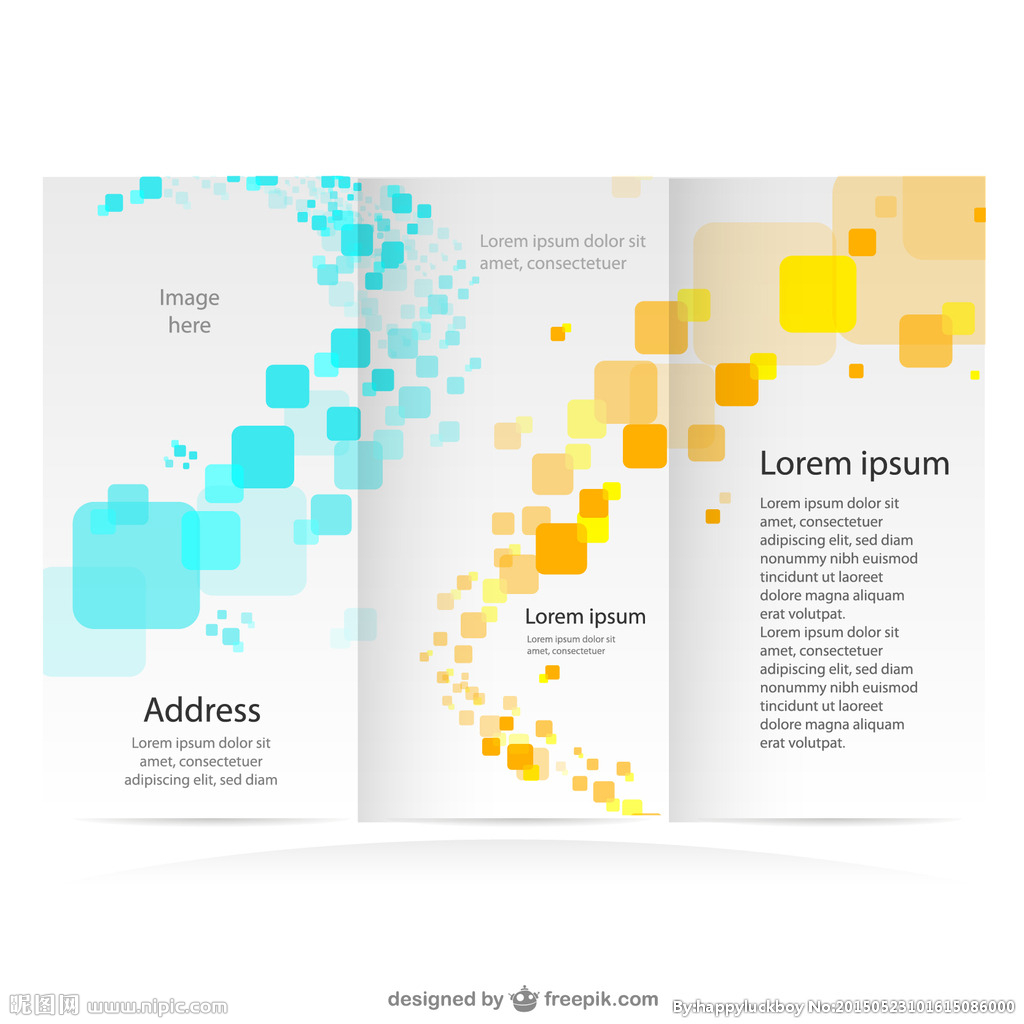 Image
here
Address
Lorem ipsum dolor sit
amet, consectetuer
adipiscing elit, sed diam
Lorem ipsum dolor sit
amet, consectetuer
Lorem ipsum
Lorem ipsum dolor sit
amet, consectetuer
Lorem ipsum
Lorem ipsum dolor sit
amet, consectetuer
adipiscing elit, sed diam
nonummy nibh euismod
tincidunt ut laoreet
dolore magna aliquam
erat volutpat.
Lorem ipsum dolor sit
amet, consectetuer
adipiscing elit, sed diam
nonummy nibh euismod
tincidunt ut laoreet
dolore magna aliquam
erat volutpat.
昵图网 www.nipic.com
designed by freepik.com
By:happyluckboy No:20150523101615086000